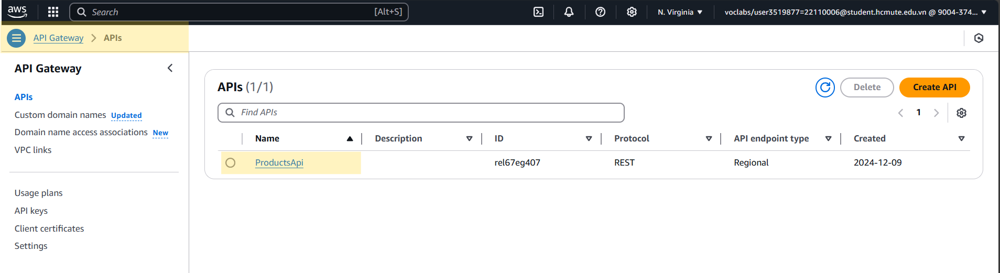 aws Search [Alt+S] N. Virginia voclabs/user3519877=22110006@student.hcmute.edu.vn @ 9004-374...
API Gateway APIs
API Gateway
APIs
Custom domain names Updated
Domain name access associations New
VPC links
Usage plans
API keys
Client certificates
Settings
APIs (1/1) Delete Create API
Find APIs 1
Name Description ID Protocol API endpoint type Created
ProductsApi rel67eg407 REST Regional 2024-12-09